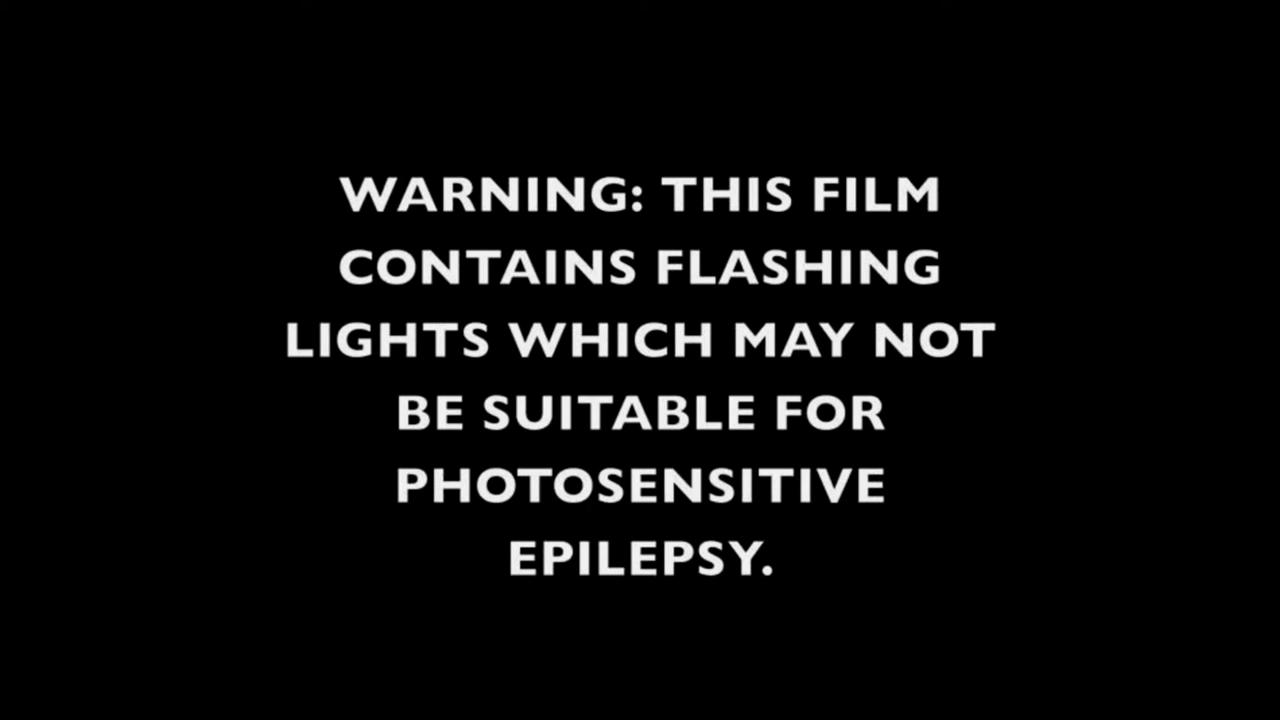 WARNING: THIS FILM
CONTAINS FLASHING
LIGHTS WHICH MAY NOT
BE SUITABLE FOR
PHOTOSENSITIVE
EPILEPSY.